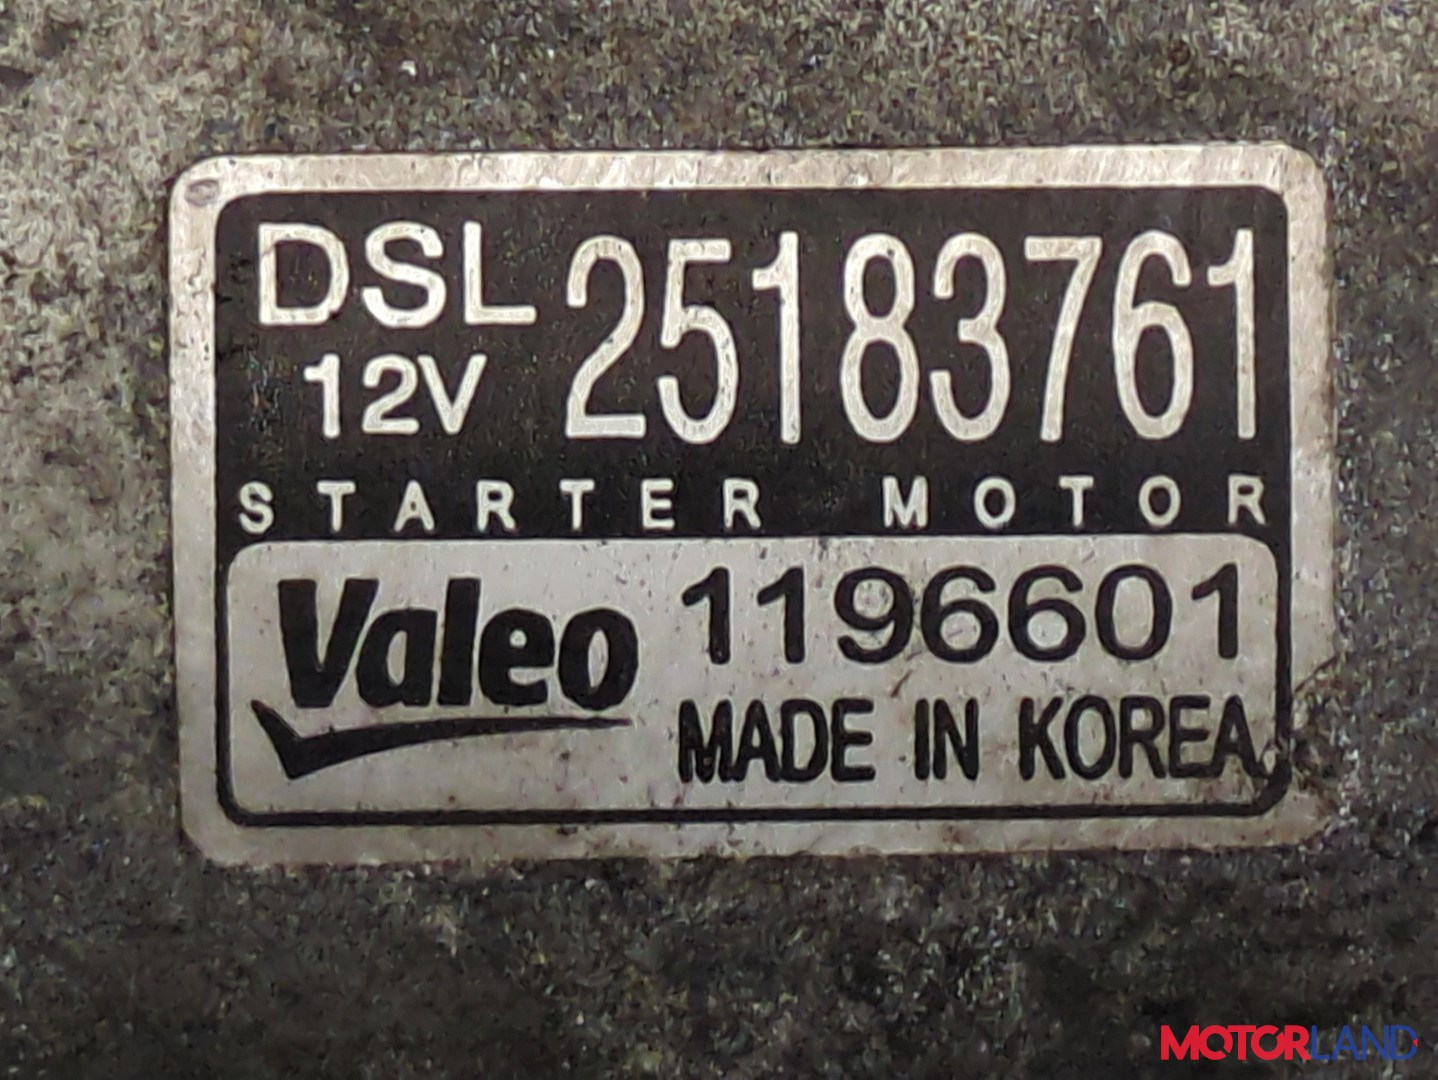 DSL 25183761
12V
STARTER MOTOR
Valeo 1196601
MADE IN KOREA
MOTORLAND